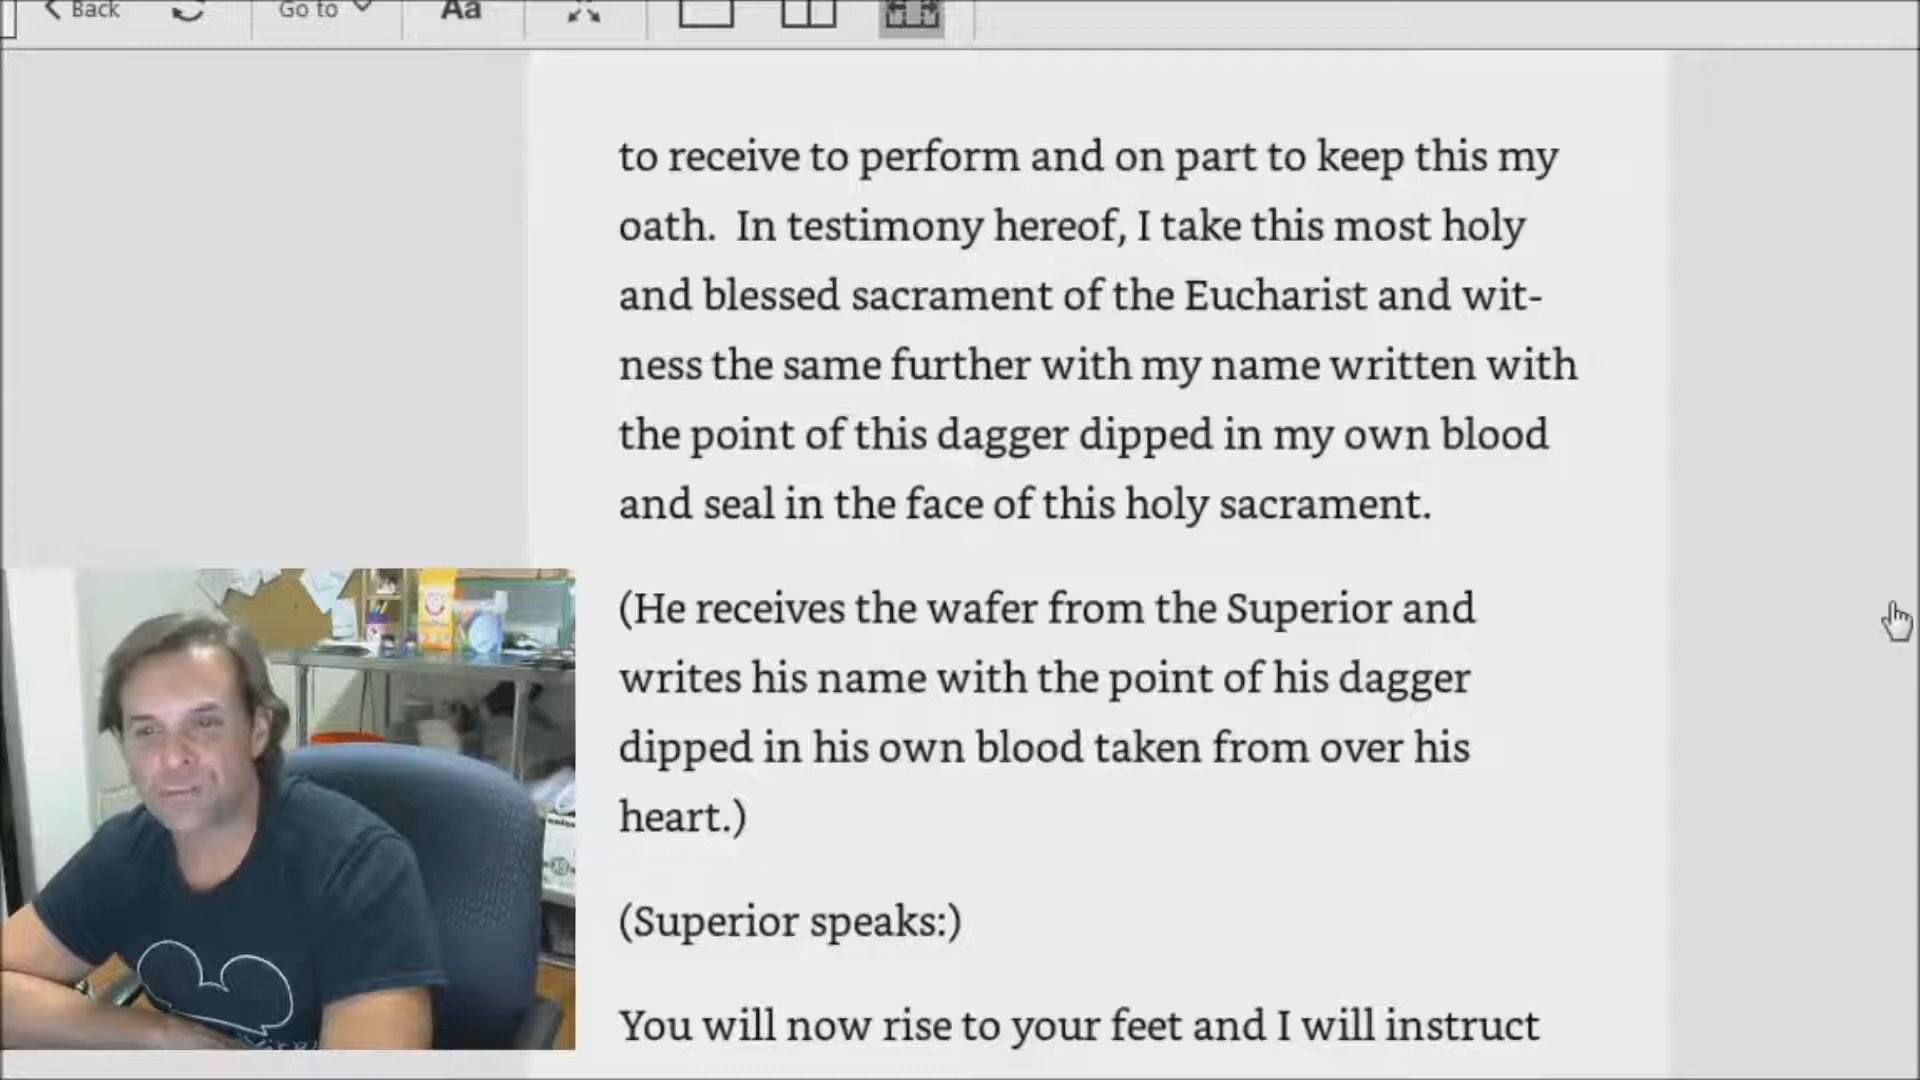 Back
Go to
Aa
to receive to perform and on part to keep this my
oath. In testimony hereof, I take this most holy
and blessed sacrament of the Eucharist and wit-
ness the same further with my name written with
the point of this dagger dipped in my own blood
and seal in the face of this holy sacrament.
(He receives the wafer from the Superior and
writes his name with the point of his dagger
dipped in his own blood taken from over his
heart.)
(Superior speaks:)
You will now rise to your feet and I will instruct